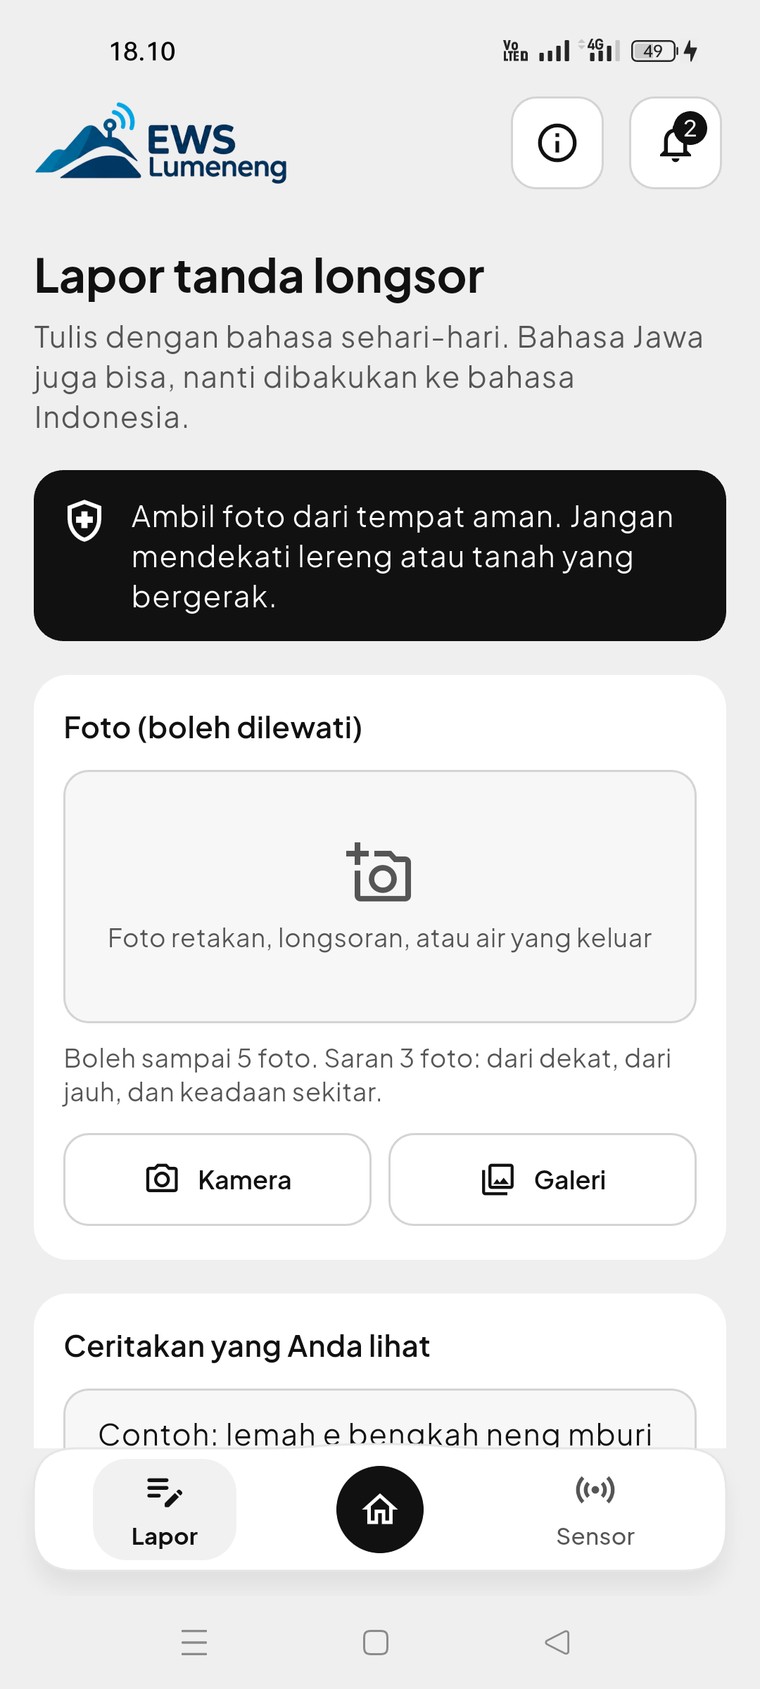 18.10
Vo
LTE D
4G
49
EWS
Lumeneng
2
Lapor tanda longsor
Tulis dengan bahasa sehari-hari. Bahasa Jawa
juga bisa, nanti dibakukan ke bahasa
Indonesia.
Ambil foto dari tempat aman. Jangan
mendekati lereng atau tanah yang
bergerak.
Foto (boleh dilewati)
Foto retakan, longsoran, atau air yang keluar
Boleh sampai 5 foto. Saran 3 foto: dari dekat, dari
jauh, dan keadaan sekitar.
Kamera
Galeri
Ceritakan yang Anda lihat
Contoh: lemah e bengkah neng mburi
Lapor
Sensor